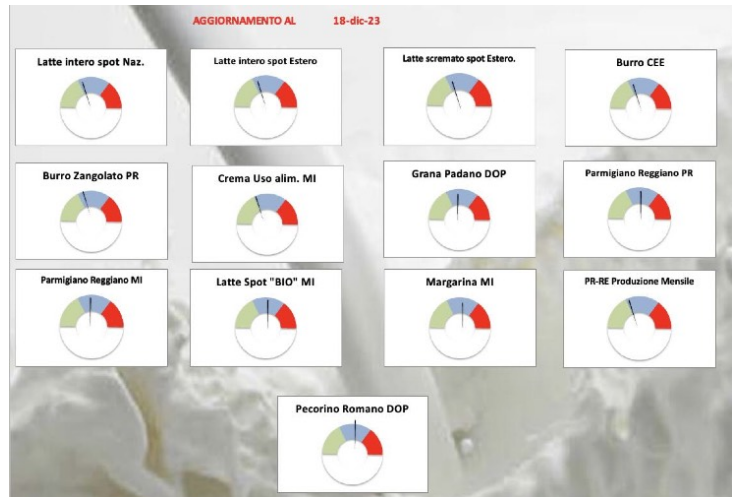 AGGIORNAMENTO AL 18-dic-23
Latte intero spot Naz.
Latte intero spot Estero
Latte scremato spot Estero.
Burro CEE
Burro Zangolato PR
Crema Uso alim. MI
Grana Padano DOP
Parmigiano Reggiano PR
Parmigiano Reggiano MI
Latte Spot "BIO" MI
Margarina MI
PR-RE Produzione Mensile
Pecorino Romano DOP